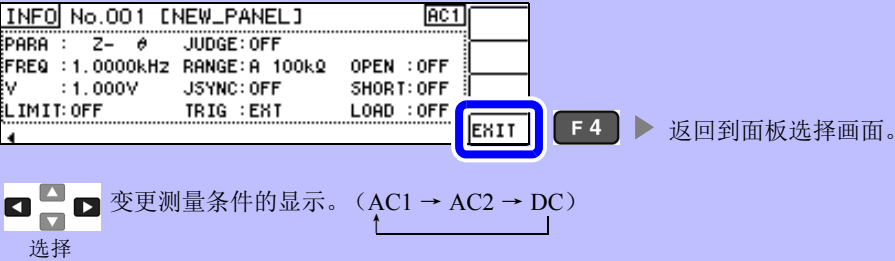 INFO No.001 [NEW_PANEL] AC1
PARA : Z- θ JUDGE:OFF
FREQ :1.0000kHz RANGE:A 100kΩ OPEN :OFF
V :1.000V JSYNC:OFF SHORT:OFF
LIMIT:OFF TRIG :EXT LOAD :OFF
EXIT
F4 返回到面板选择画面。
变更测量条件的显示。（AC1 → AC2 → DC）
选择